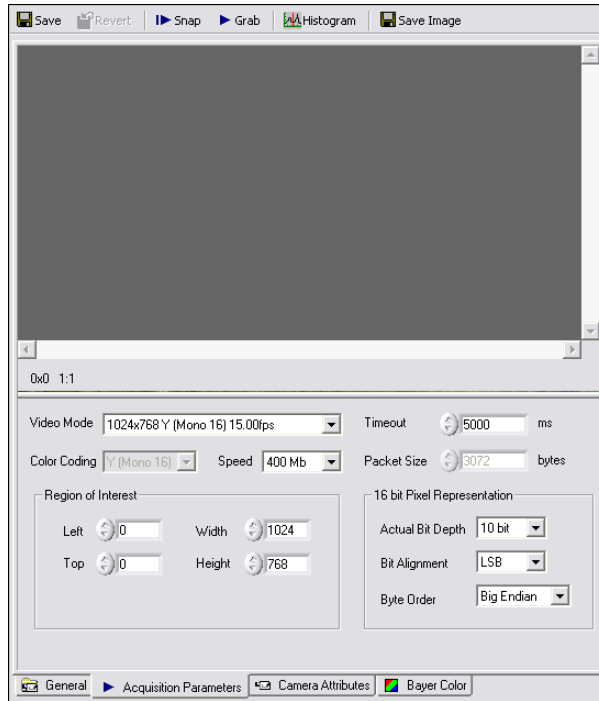 Save Revert Snap Grab Histogram Save Image
0x0 1:1
Video Mode 1024x768 Y (Mono 16) 15.00fps Timeout 5000 ms
Color Coding Y (Mono 16) Speed 400 Mb Packet Size 3072 bytes
Region of Interest 16 bit Pixel Representation
Left 0 Width 1024 Actual Bit Depth 10 bit
Top 0 Height 768 Bit Alignment LSB
Byte Order Big Endian
General Acquisition Parameters Camera Attributes Bayer Color